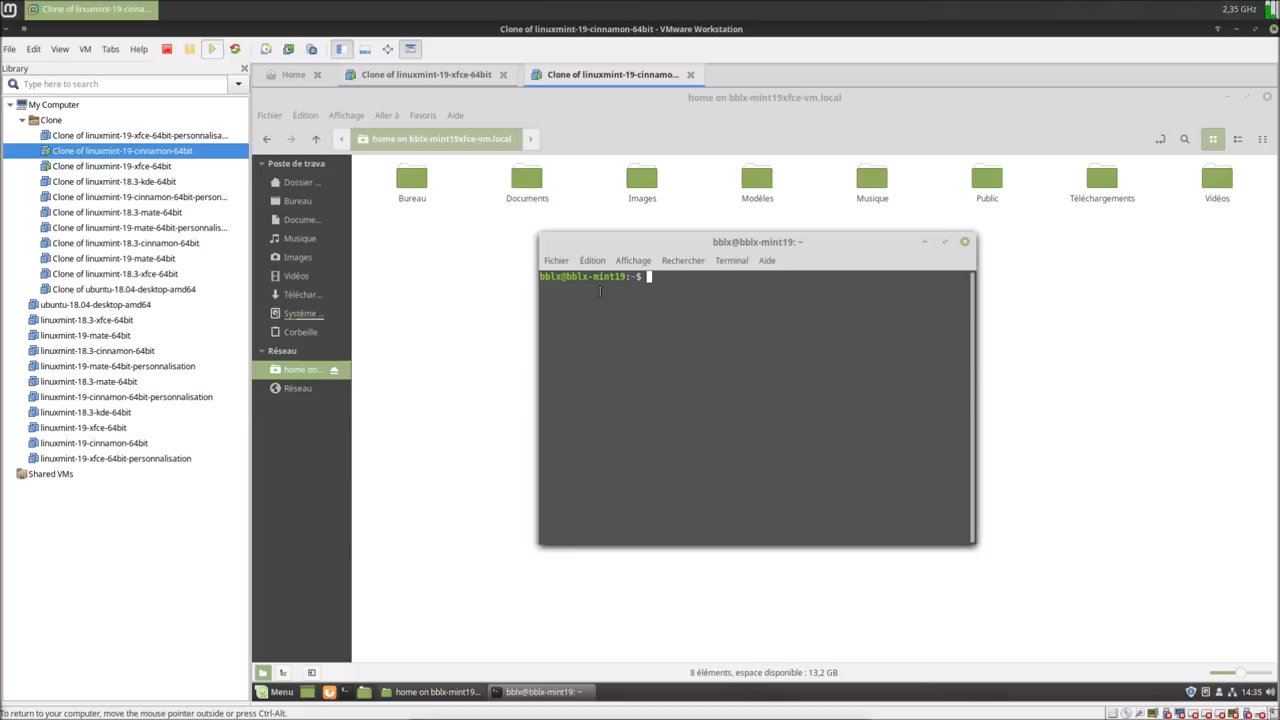 Clone of linuxmint-19-cinna...
2,35 GHz
Clone of linuxmint-19-cinnamon-64bit - VMware Workstation
File Edit View VM Tabs Help
Library
Type here to search
My Computer
Clone
Clone of linuxmint-19-xfce-64bit-personnalisa...
Clone of linuxmint-19-cinnamon-64bit
Clone of linuxmint-19-xfce-64bit
Clone of linuxmint-18.3-kde-64bit
Clone of linuxmint-19-cinnamon-64bit-person...
Clone of linuxmint-18.3-mate-64bit
Clone of linuxmint-19-mate-64bit-personnalis...
Clone of linuxmint-18.3-cinnamon-64bit
Clone of linuxmint-19-mate-64bit
Clone of linuxmint-18.3-xfce-64bit
Clone of ubuntu-18.04-desktop-amd64
ubuntu-18.04-desktop-amd64
linuxmint-18.3-xfce-64bit
linuxmint-19-mate-64bit
linuxmint-18.3-cinnamon-64bit
linuxmint-19-mate-64bit-personnalisation
linuxmint-18.3-mate-64bit
linuxmint-19-cinnamon-64bit-personnalisation
linuxmint-18.3-kde-64bit
linuxmint-19-xfce-64bit
linuxmint-19-cinnamon-64bit
linuxmint-19-xfce-64bit-personnalisation
Shared VMs
Home
Clone of linuxmint-19-xfce-64bit
Clone of linuxmint-19-cinnamo...
home on bblx-mint19xfce-vm.local
Fichier Édition Affichage Aller à Favoris Aide
home on bblx-mint19xfce-vm.local
Poste de trava
Dossier ...
Bureau
Docume...
Musique
Images
Vidéos
Téléchar...
Système ...
Corbeille
Réseau
home on...
Réseau
Bureau Documents Images Modèles Musique Public Téléchargements Vidéos
bblx@bblx-mint19: ~
Fichier Édition Affichage Rechercher Terminal Aide
bblx@bblx-mint19:~$
8 éléments, espace disponible : 13,2 GB
Menu
home on bblx-mint19...
bblx@bblx-mint19: ~
14:35
To return to your computer, move the mouse pointer outside or press Ctrl-Alt.